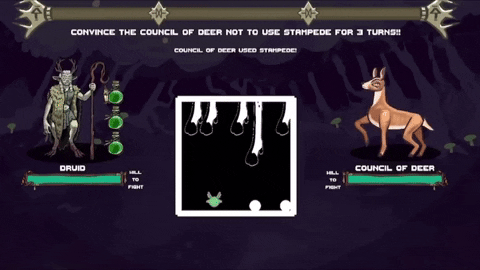 CONVINCE THE COUNCIL OF DEER NOT TO USE STAMPEDE FOR 3 TURNS!!
COUNCIL OF DEER USED STAMPEDE!
DRUID
WILL TO FIGHT
COUNCIL OF DEER
WILL TO FIGHT